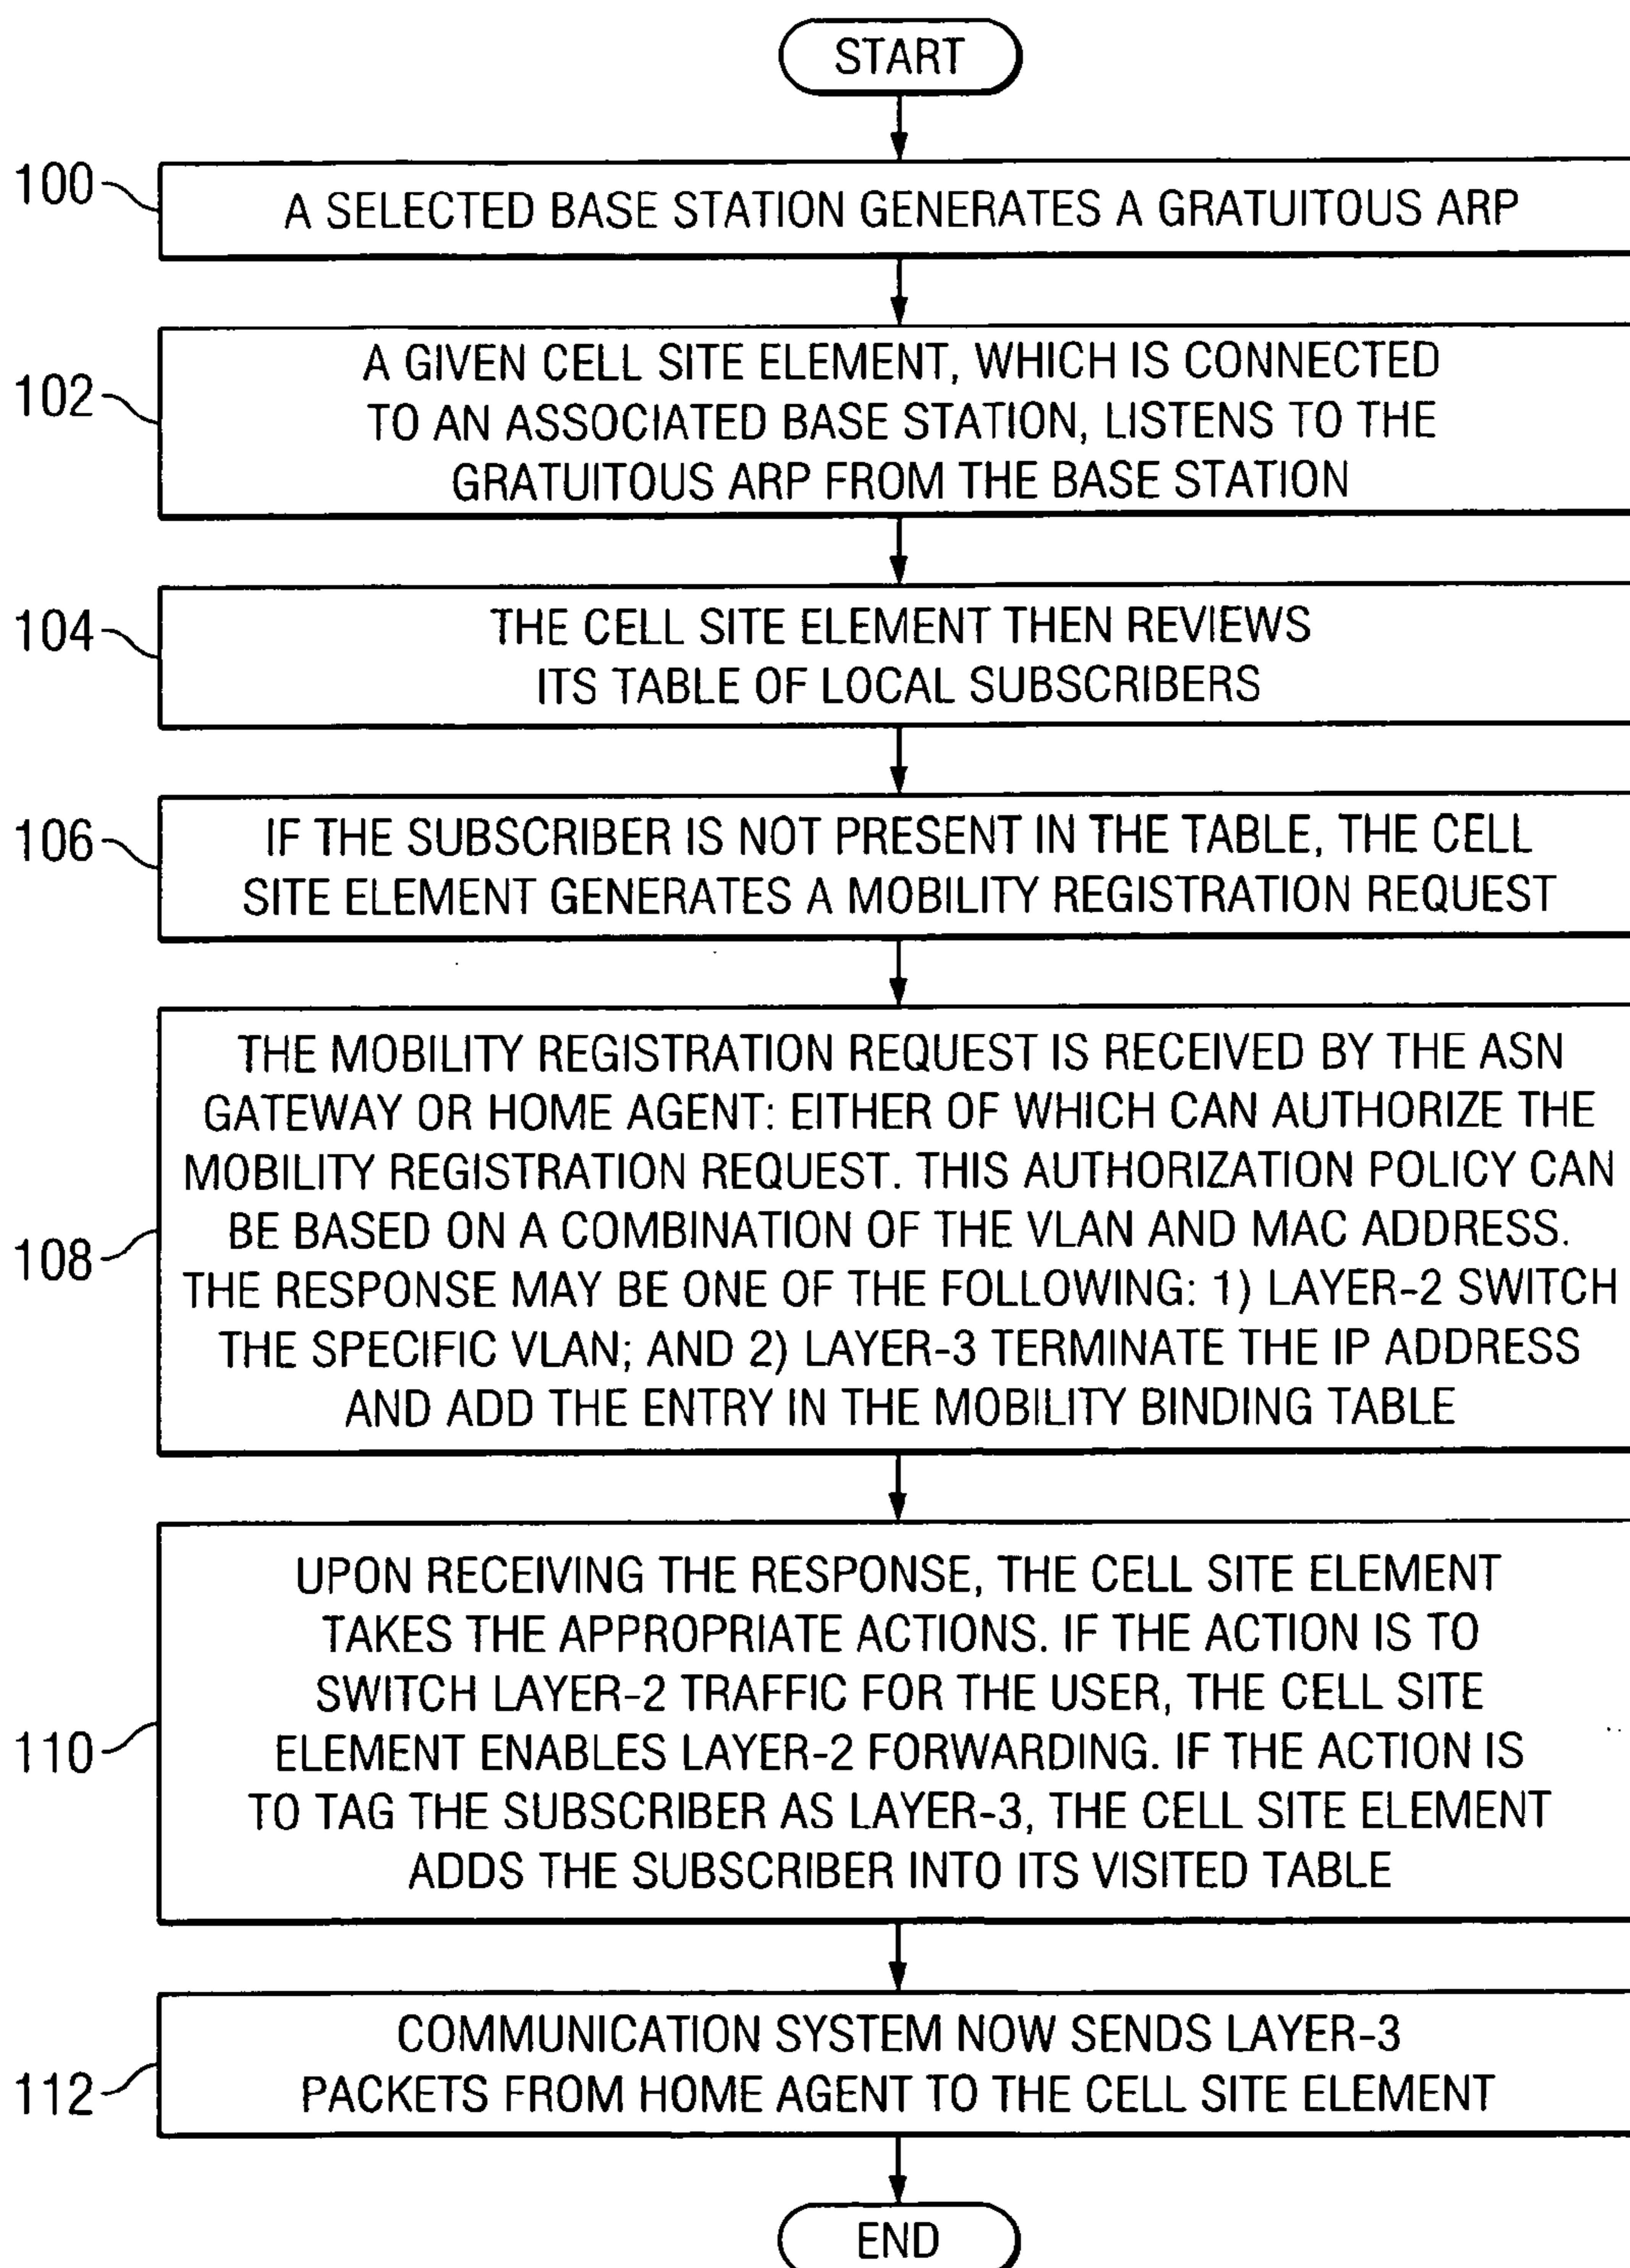 START
100
A SELECTED BASE STATION GENERATES A GRATUITOUS ARP
102
A GIVEN CELL SITE ELEMENT, WHICH IS CONNECTED
TO AN ASSOCIATED BASE STATION, LISTENS TO THE
GRATUITOUS ARP FROM THE BASE STATION
104
THE CELL SITE ELEMENT THEN REVIEWS
ITS TABLE OF LOCAL SUBSCRIBERS
106
IF THE SUBSCRIBER IS NOT PRESENT IN THE TABLE, THE CELL
SITE ELEMENT GENERATES A MOBILITY REGISTRATION REQUEST
108
THE MOBILITY REGISTRATION REQUEST IS RECEIVED BY THE ASN
GATEWAY OR HOME AGENT: EITHER OF WHICH CAN AUTHORIZE THE
MOBILITY REGISTRATION REQUEST. THIS AUTHORIZATION POLICY CAN
BE BASED ON A COMBINATION OF THE VLAN AND MAC ADDRESS.
THE RESPONSE MAY BE ONE OF THE FOLLOWING: 1) LAYER-2 SWITCH
THE SPECIFIC VLAN; AND 2) LAYER-3 TERMINATE THE IP ADDRESS
AND ADD THE ENTRY IN THE MOBILITY BINDING TABLE
110
UPON RECEIVING THE RESPONSE, THE CELL SITE ELEMENT
TAKES THE APPROPRIATE ACTIONS. IF THE ACTION IS TO
SWITCH LAYER-2 TRAFFIC FOR THE USER, THE CELL SITE
ELEMENT ENABLES LAYER-2 FORWARDING. IF THE ACTION IS
TO TAG THE SUBSCRIBER AS LAYER-3, THE CELL SITE ELEMENT
ADDS THE SUBSCRIBER INTO ITS VISITED TABLE
112
COMMUNICATION SYSTEM NOW SENDS LAYER-3
PACKETS FROM HOME AGENT TO THE CELL SITE ELEMENT
END